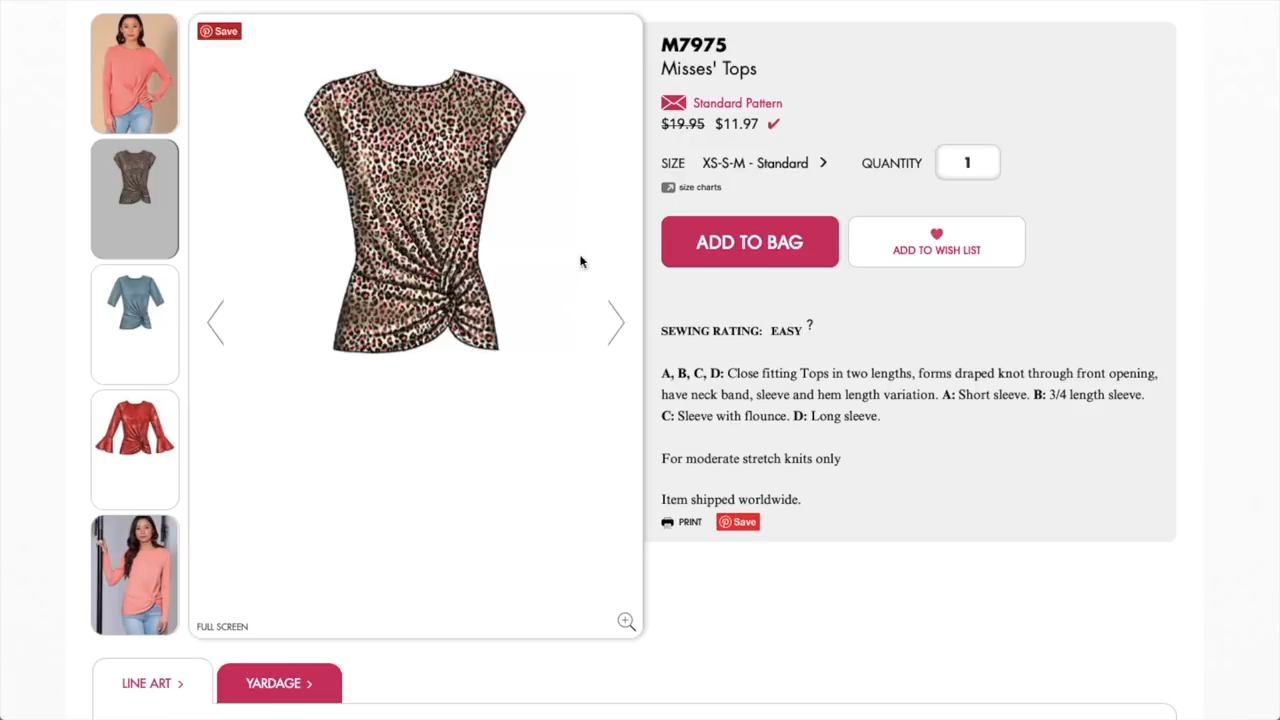 Save
M7975
Misses' Tops
Standard Pattern
$19.95 $11.97
SIZE XS-S-M - Standard QUANTITY 1
size charts
ADD TO BAG
ADD TO WISH LIST
SEWING RATING: EASY ?
A, B, C, D: Close fitting Tops in two lengths, forms draped knot through front opening,
have neck band, sleeve and hem length variation. A: Short sleeve. B: 3/4 length sleeve.
C: Sleeve with flounce. D: Long sleeve.
For moderate stretch knits only
Item shipped worldwide.
PRINT Save
FULL SCREEN
LINE ART > YARDAGE >